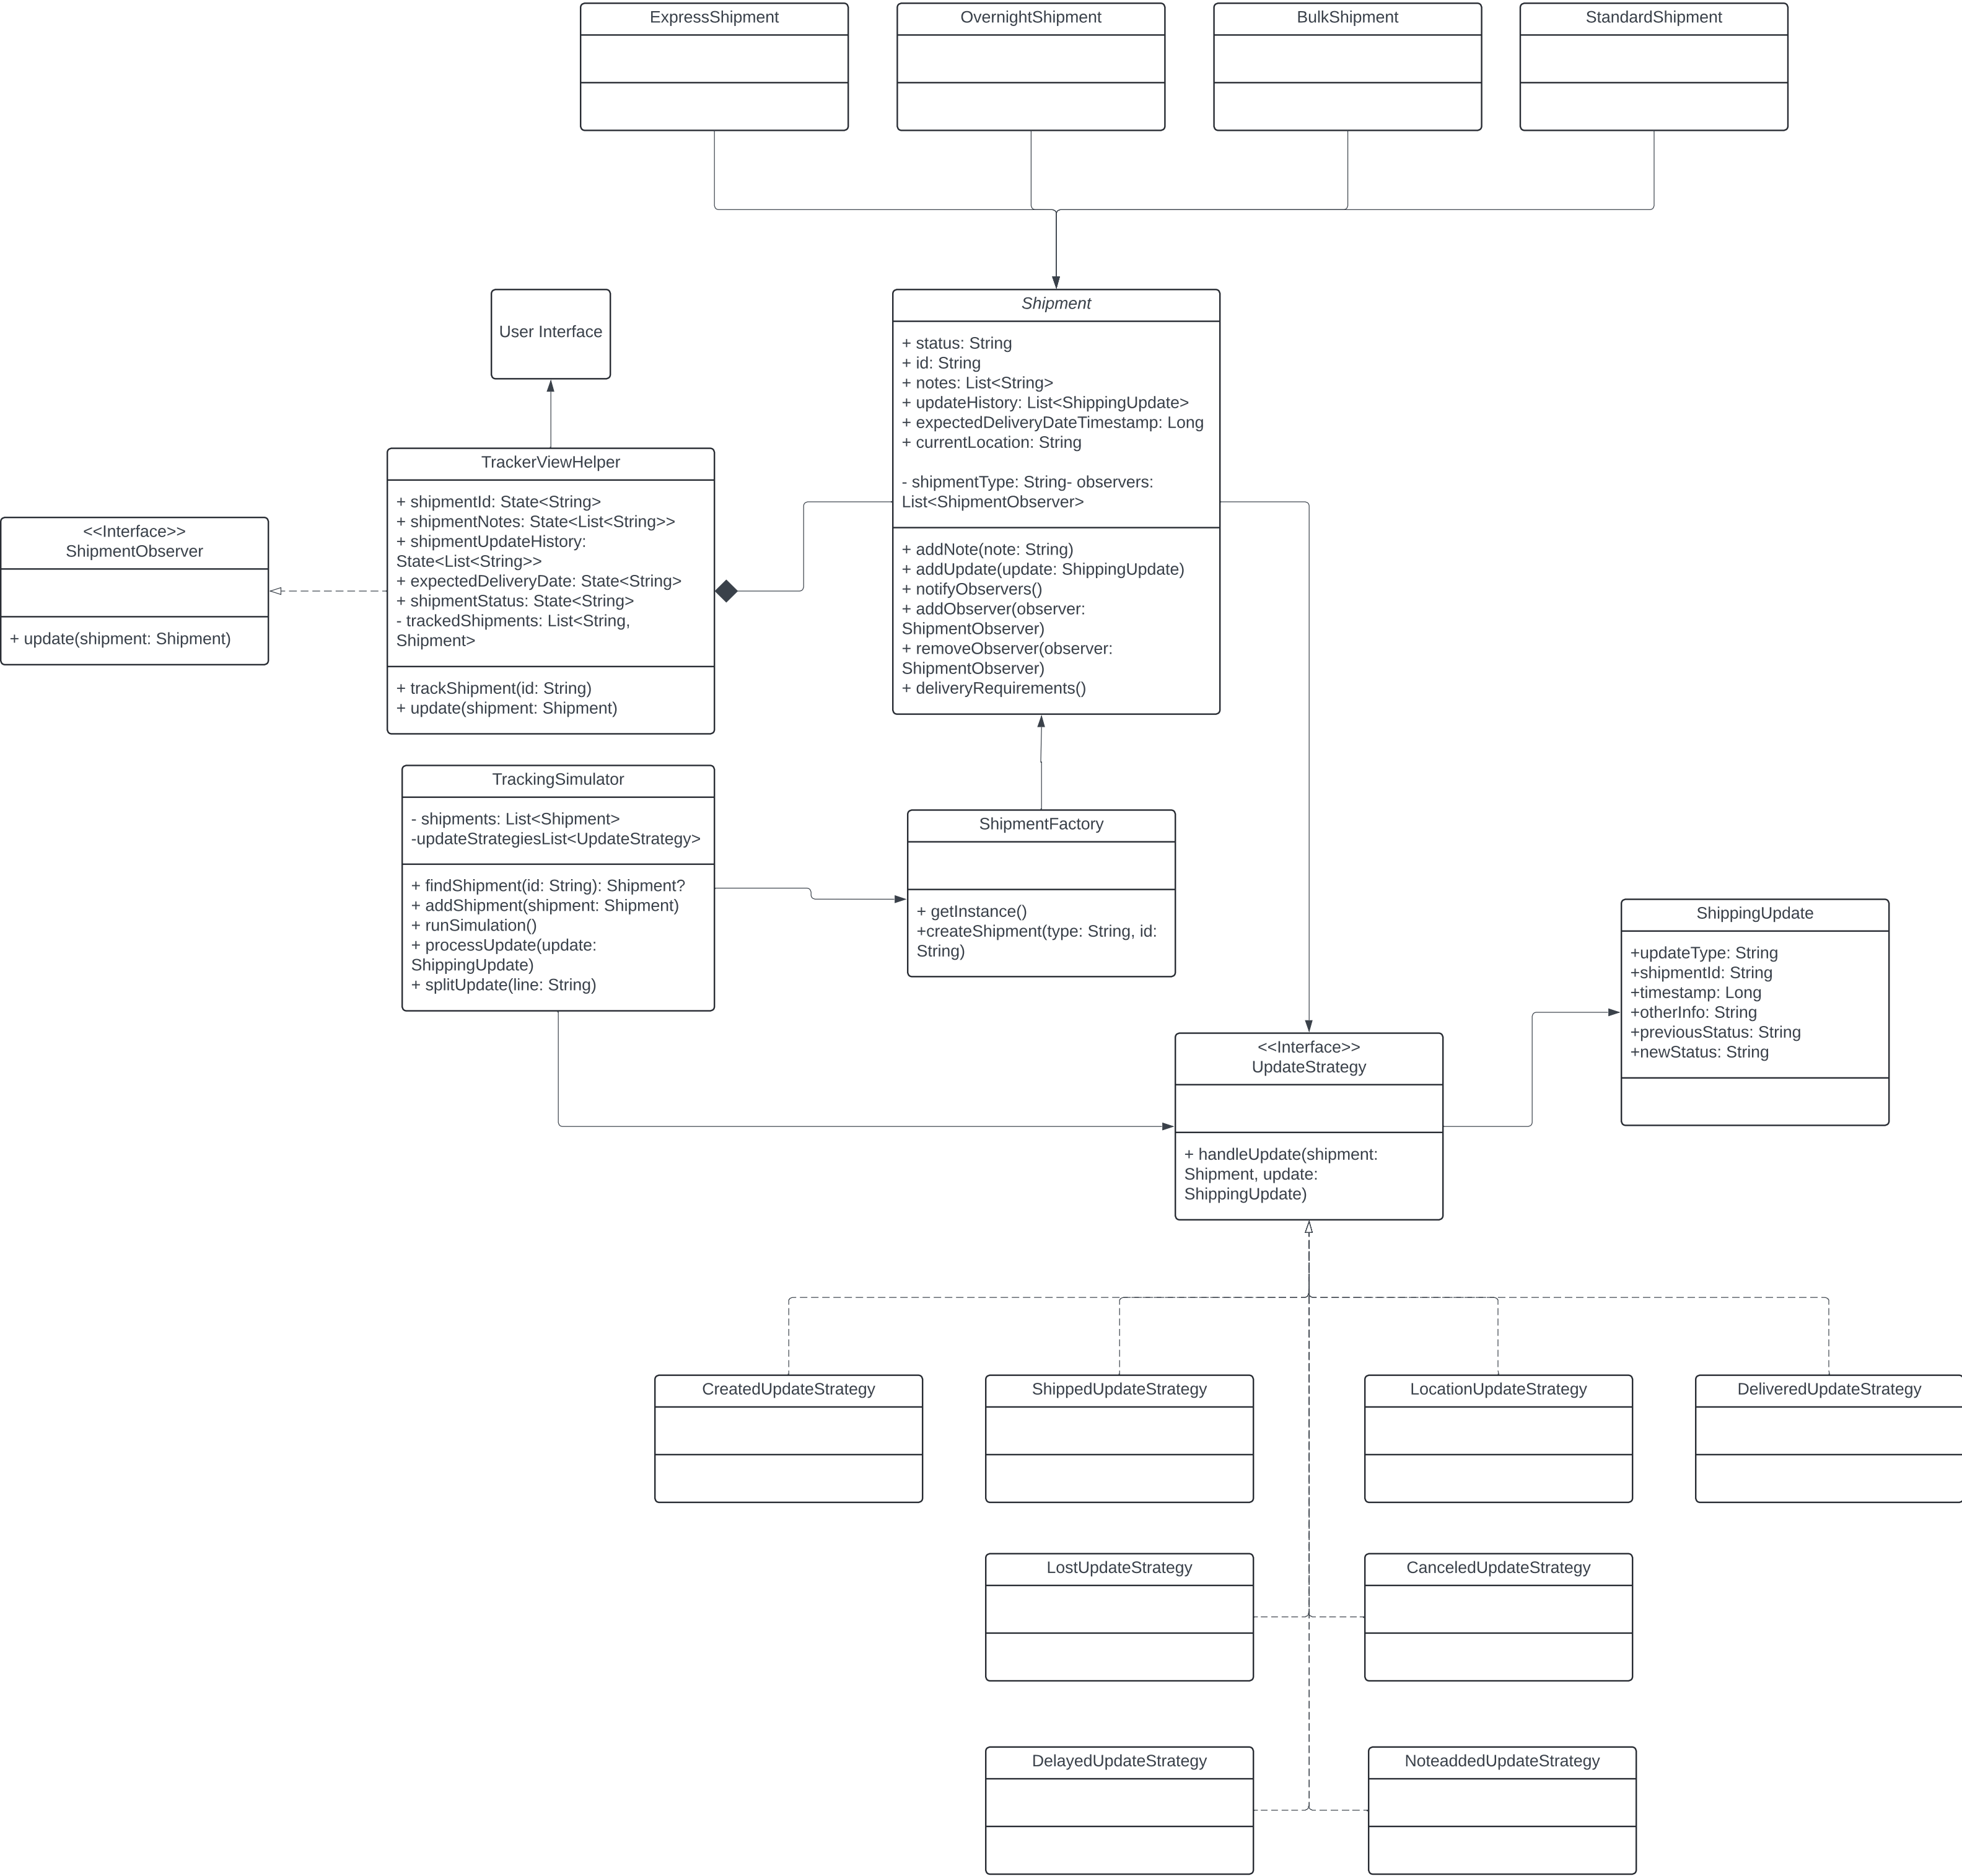 ExpressShipment
OvernightShipment
BulkShipment
StandardShipment
User Interface
Shipment
+ status: String
+ id: String
+ notes: List<String>
+ updateHistory: List<ShippingUpdate>
+ expectedDeliveryDateTimestamp: Long
+ currentLocation: String
- shipmentType: String- observers:
List<ShipmentObserver>
+ addNote(note: String)
+ addUpdate(update: ShippingUpdate)
+ notifyObservers()
+ addObserver(observer:
ShipmentObserver)
+ removeObserver(observer:
ShipmentObserver)
+ deliveryRequirements()
TrackerViewHelper
+ shipmentId: State<String>
+ shipmentNotes: State<List<String>>
+ shipmentUpdateHistory:
State<List<String>>
+ expectedDeliveryDate: State<String>
+ shipmentStatus: State<String>
- trackedShipments: List<String,
Shipment>
+ trackShipment(id: String)
+ update(shipment: Shipment)
<<Interface>>
ShipmentObserver
+ update(shipment: Shipment)
TrackingSimulator
- shipments: List<Shipment>
-updateStrategiesList<UpdateStrategy>
+ findShipment(id: String): Shipment?
+ addShipment(shipment: Shipment)
+ runSimulation()
+ processUpdate(update:
ShippingUpdate)
+ splitUpdate(line: String)
ShipmentFactory
+ getInstance()
+createShipment(type: String, id:
String)
ShippingUpdate
+updateType: String
+shipmentId: String
+timestamp: Long
+otherInfo: String
+previousStatus: String
+newStatus: String
<<Interface>>
UpdateStrategy
+ handleUpdate(shipment:
Shipment, update:
ShippingUpdate)
CreatedUpdateStrategy
ShippedUpdateStrategy
LocationUpdateStrategy
DeliveredUpdateStrategy
LostUpdateStrategy
CanceledUpdateStrategy
DelayedUpdateStrategy
NoteaddedUpdateStrategy